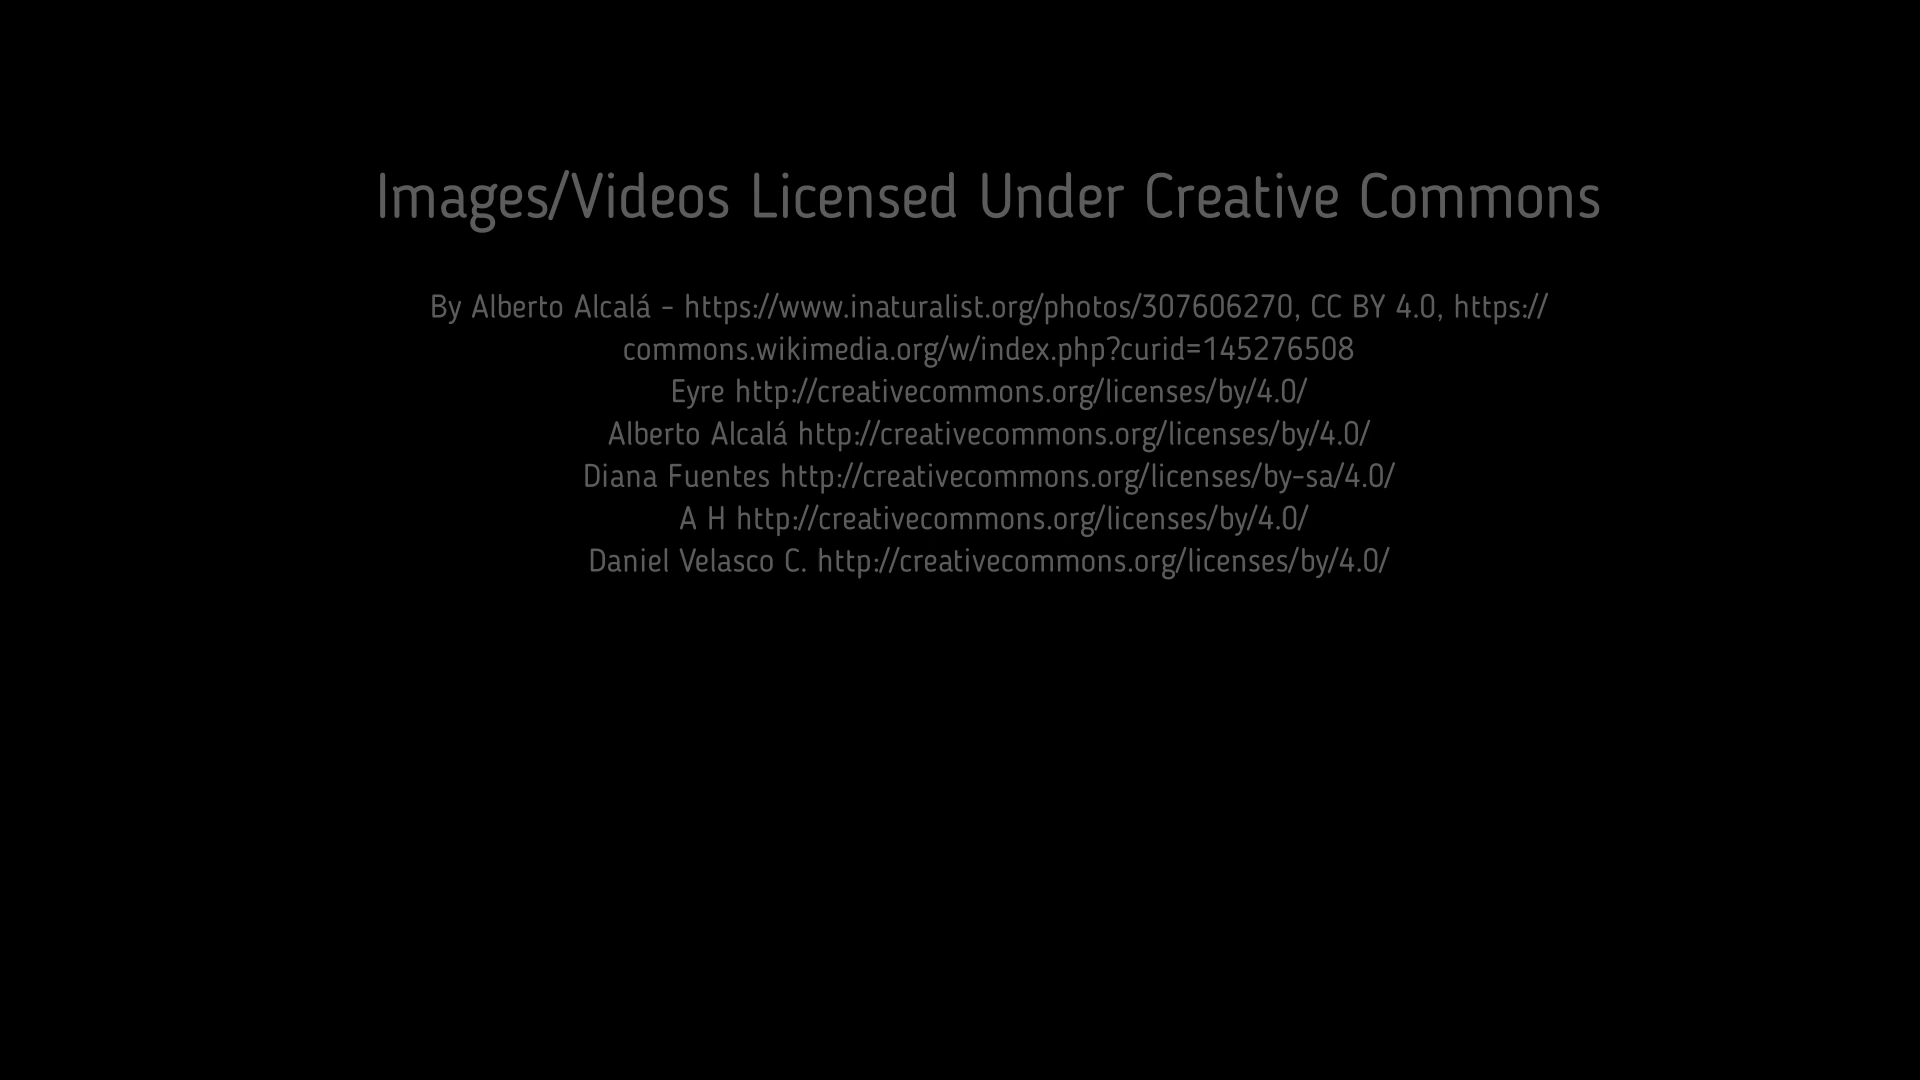 Images/Videos Licensed Under Creative Commons
By Alberto Alcalá - https://www.inaturalist.org/photos/307606270, CC BY 4.0, https://
commons.wikimedia.org/w/index.php?curid=145276508
Eyre http://creativecommons.org/licenses/by/4.0/
Alberto Alcalá http://creativecommons.org/licenses/by/4.0/
Diana Fuentes http://creativecommons.org/licenses/by-sa/4.0/
A H http://creativecommons.org/licenses/by/4.0/
Daniel Velasco C. http://creativecommons.org/licenses/by/4.0/